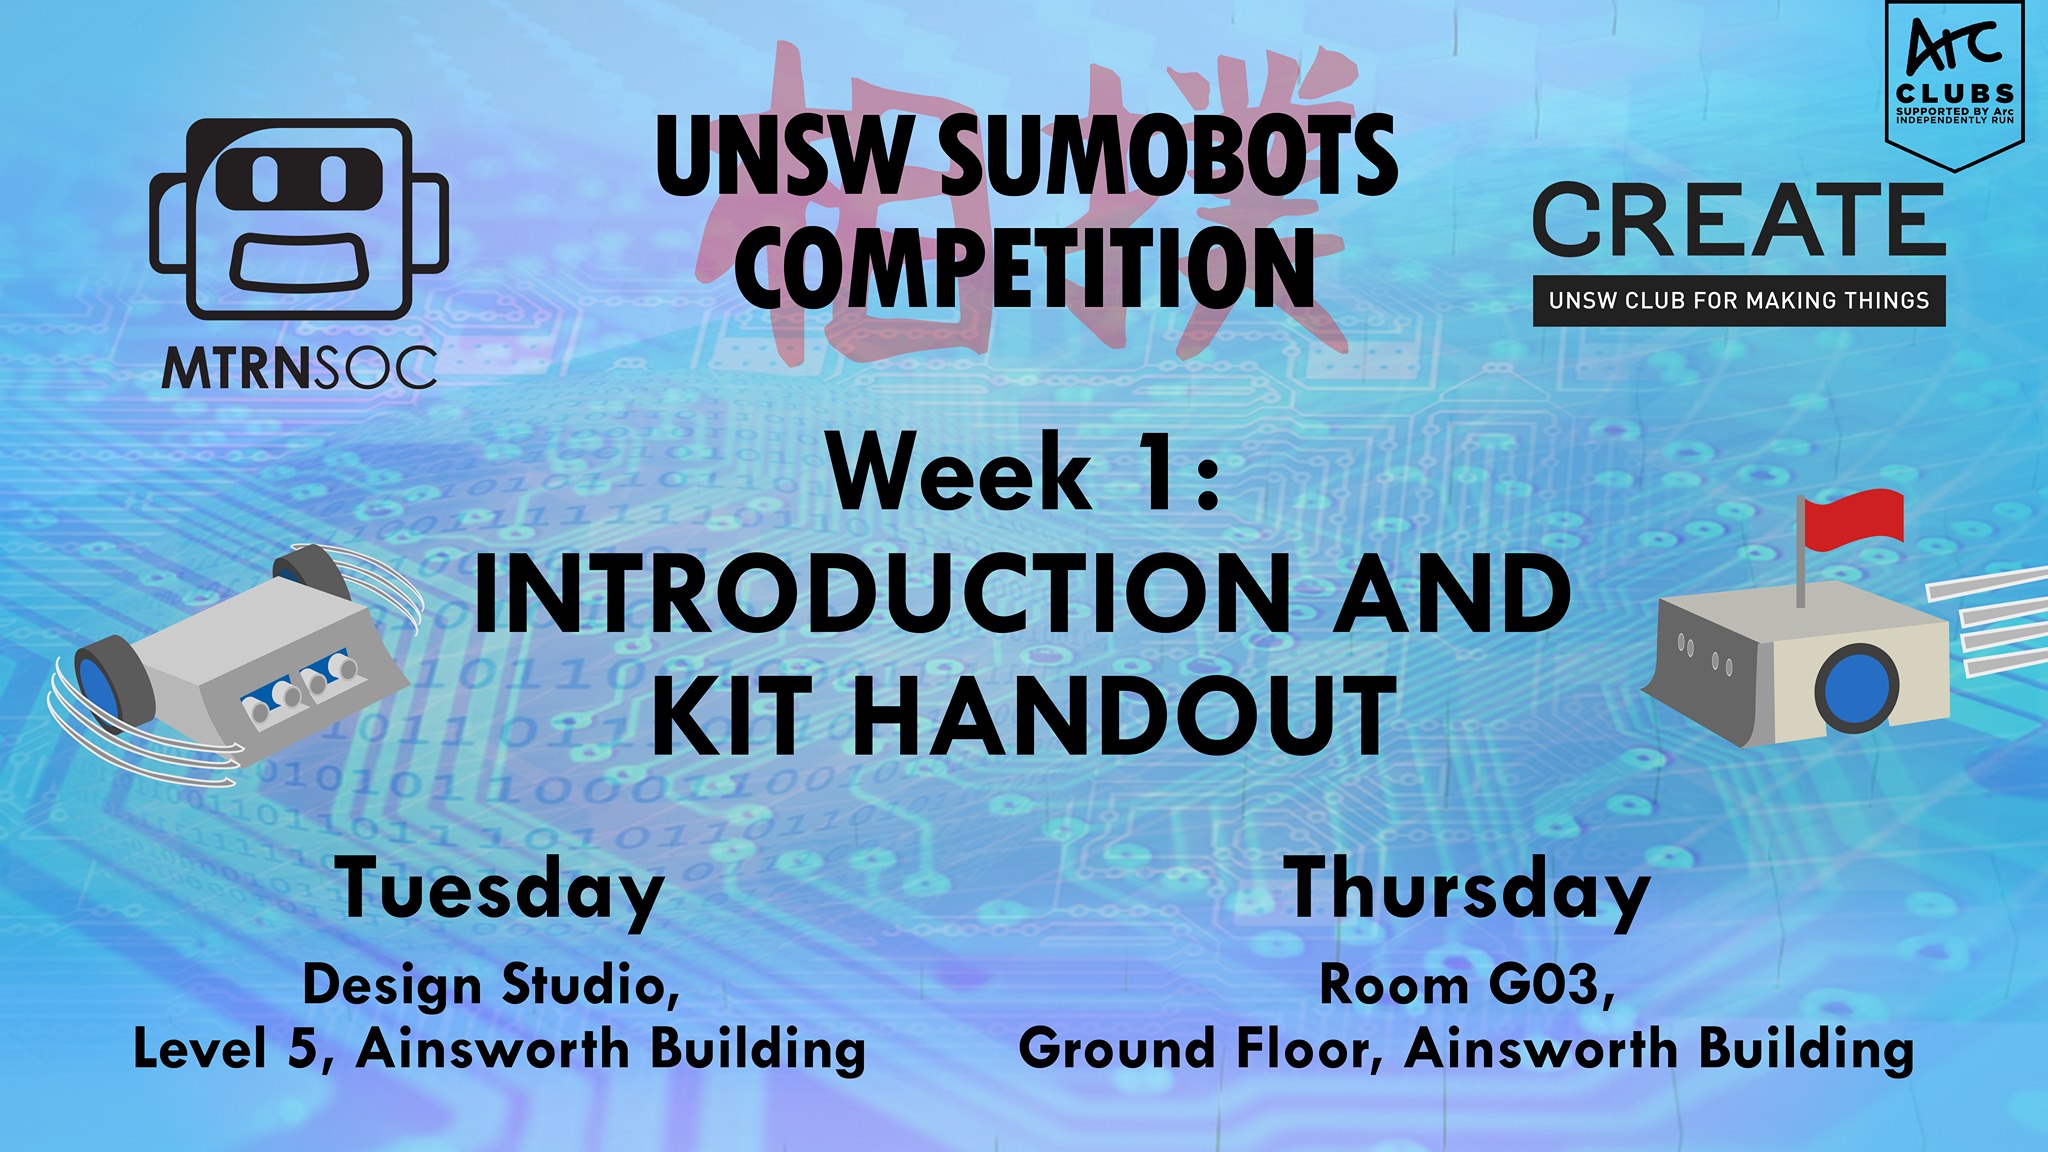 Arc
CLUBS
SUPPORTED BY Arc
INDEPENDENTLY RUN
相撲
UNSW SUMOBOTS
COMPETITION
MTRNSOC
CREATE
UNSW CLUB FOR MAKING THINGS
Week 1:
INTRODUCTION AND
KIT HANDOUT
Tuesday
Design Studio,
Level 5, Ainsworth Building
Thursday
Room G03,
Ground Floor, Ainsworth Building